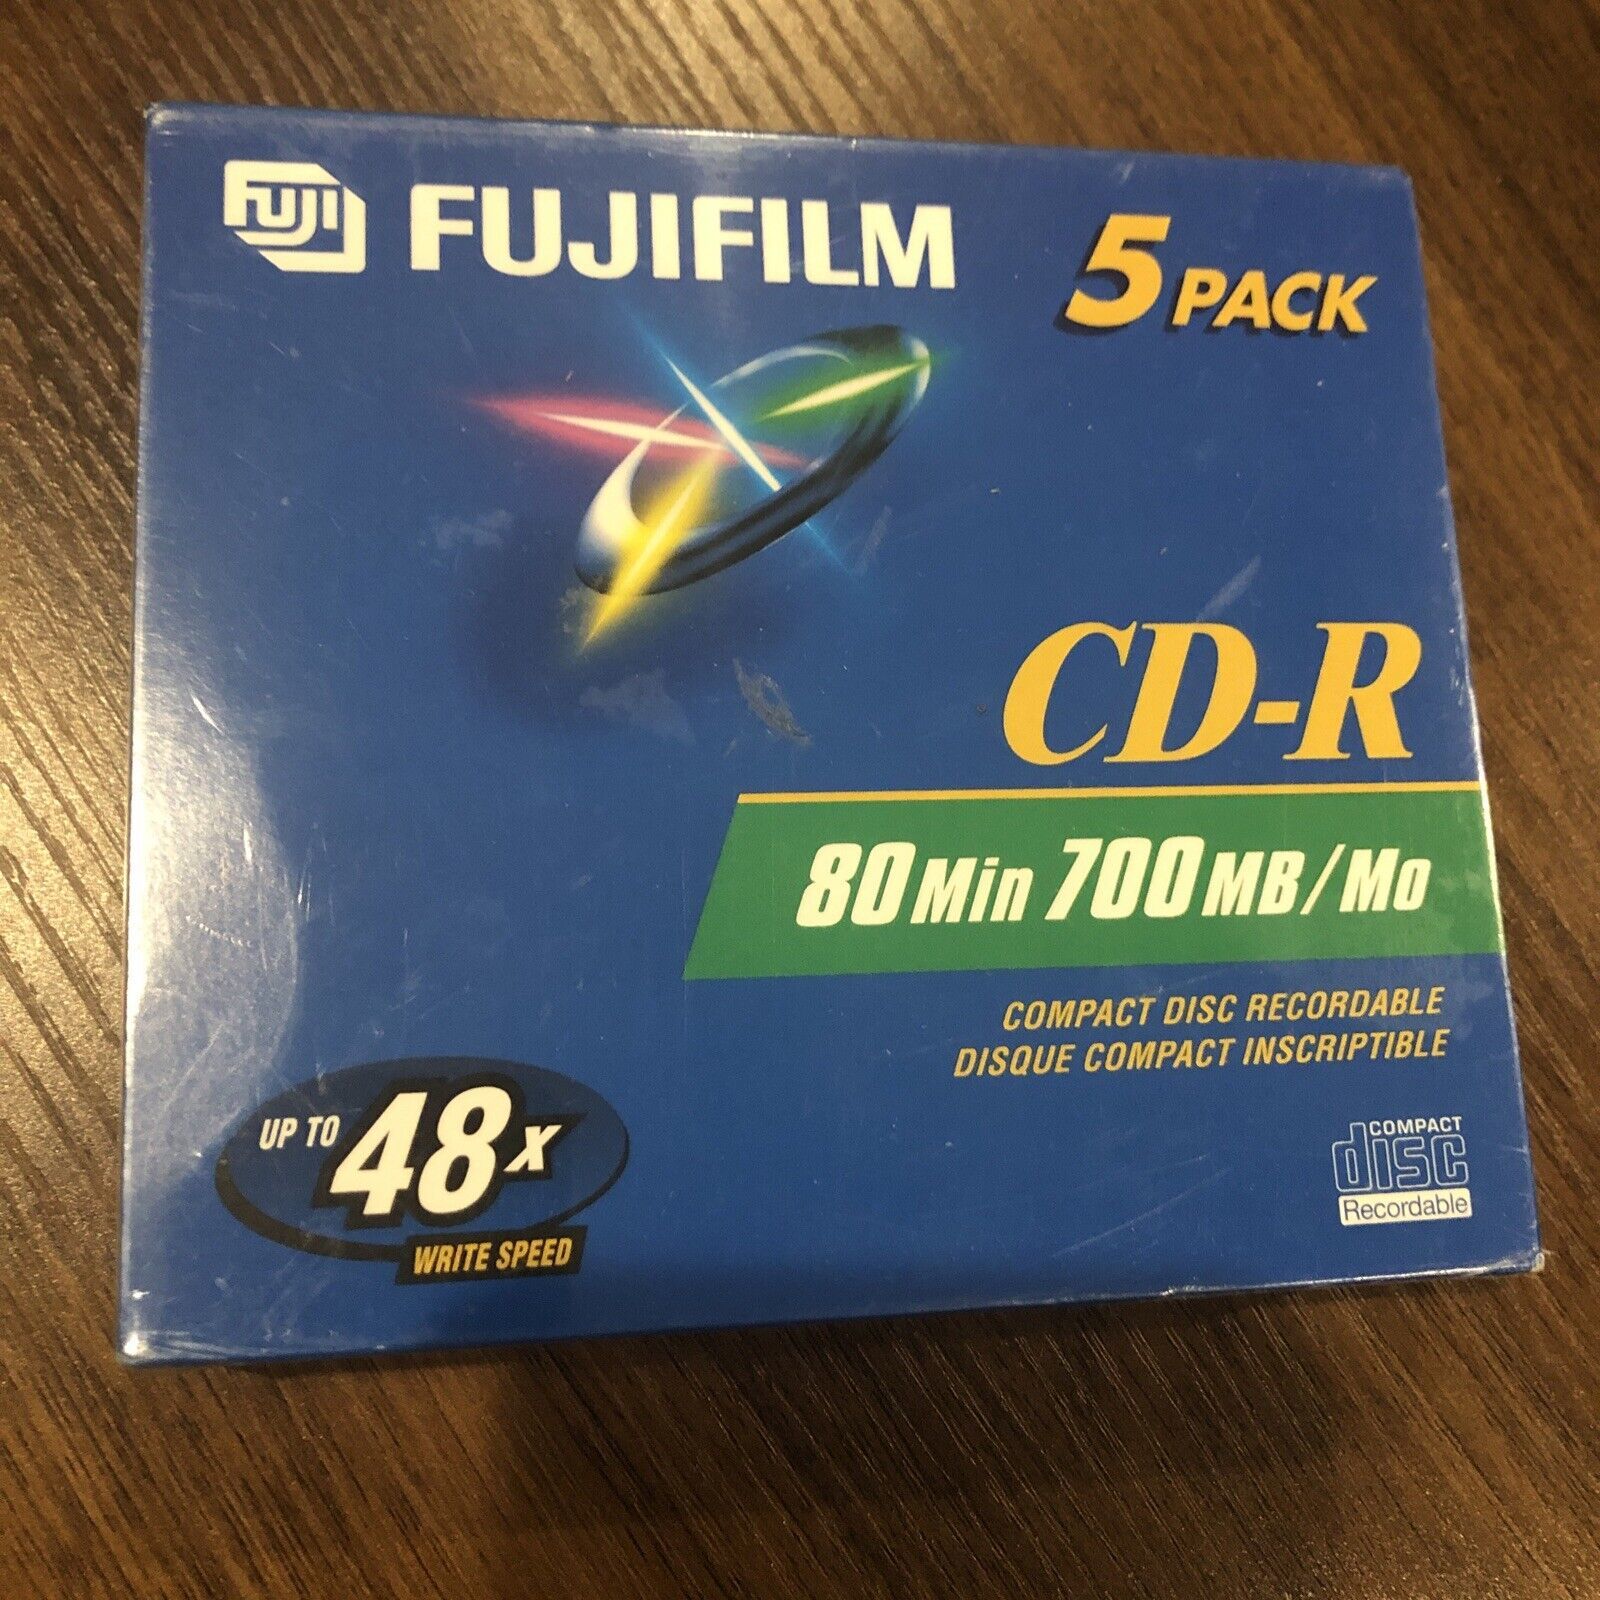 FUJI FUJIFILM
5 PACK
CD-R
80 Min 700 MB/Mo
COMPACT DISC RECORDABLE
DISQUE COMPACT INSCRIPTIBLE
UP TO 48x
WRITE SPEED
COMPACT
disc
Recordable